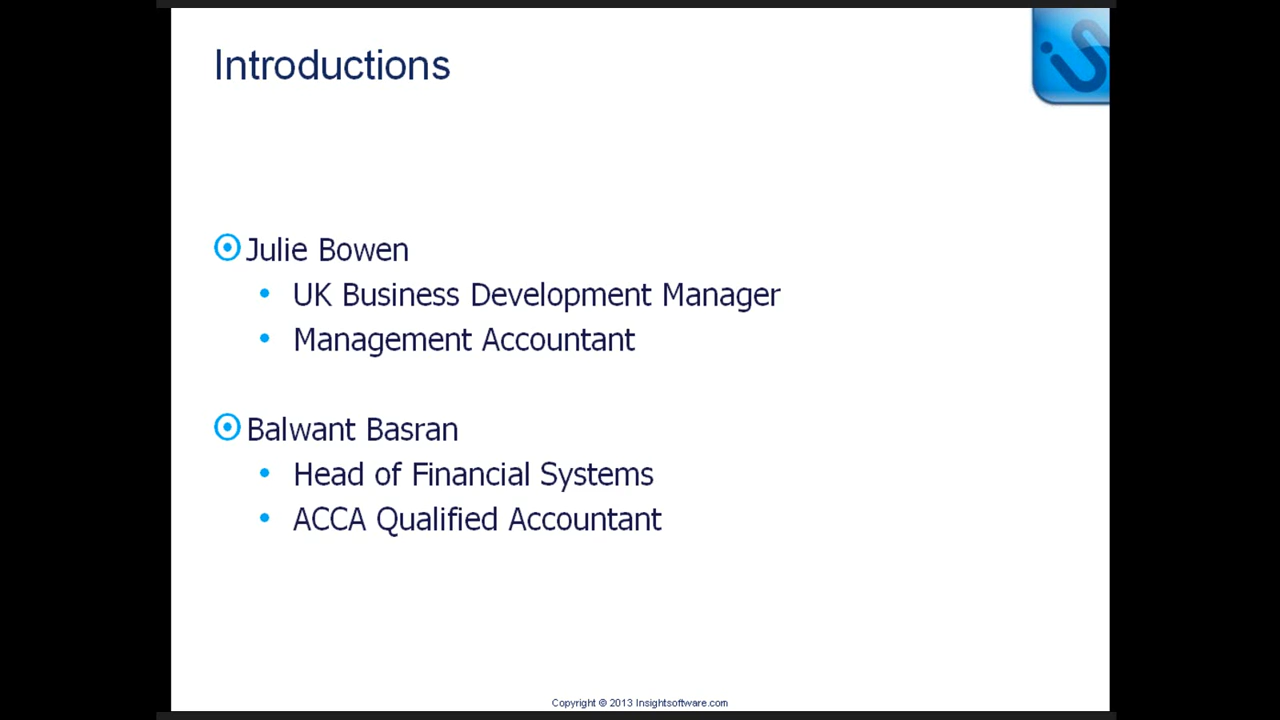 Introductions
Julie Bowen
UK Business Development Manager
Management Accountant
Balwant Basran
Head of Financial Systems
ACCA Qualified Accountant
Copyright © 2013 Insightsoftware.com